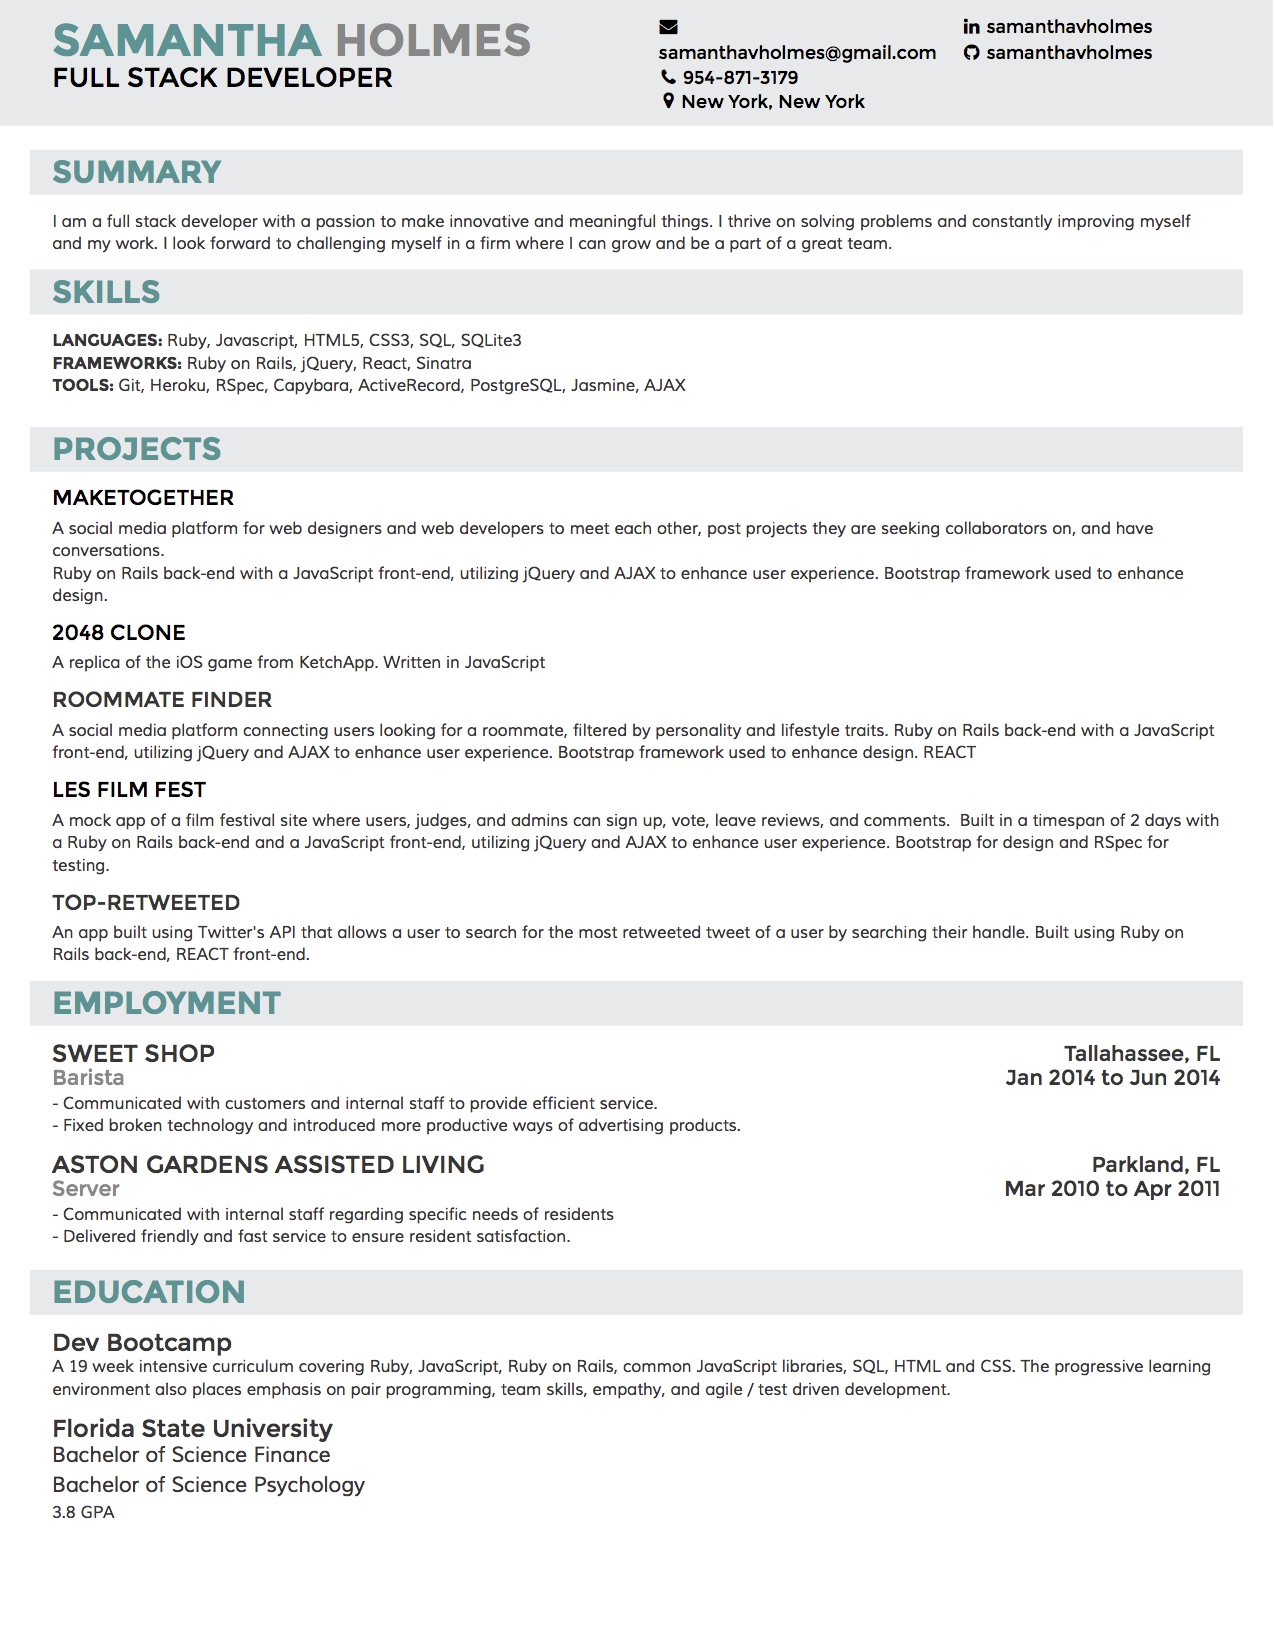 SAMANTHA HOLMES
FULL STACK DEVELOPER
samanthavholmes@gmail.com
954-871-3179
New York, New York
samanthavholmes
samanthavholmes
SUMMARY
I am a full stack developer with a passion to make innovative and meaningful things. I thrive on solving problems and constantly improving myself
and my work. I look forward to challenging myself in a firm where I can grow and be a part of a great team.
SKILLS
LANGUAGES: Ruby, Javascript, HTML5, CSS3, SQL, SQLite3
FRAMEWORKS: Ruby on Rails, jQuery, React, Sinatra
TOOLS: Git, Heroku, RSpec, Capybara, ActiveRecord, PostgreSQL, Jasmine, AJAX
PROJECTS
MAKETOGETHER
A social media platform for web designers and web developers to meet each other, post projects they are seeking collaborators on, and have
conversations.
Ruby on Rails back-end with a JavaScript front-end, utilizing jQuery and AJAX to enhance user experience. Bootstrap framework used to enhance
design.
2048 CLONE
A replica of the iOS game from KetchApp. Written in JavaScript
ROOMMATE FINDER
A social media platform connecting users looking for a roommate, filtered by personality and lifestyle traits. Ruby on Rails back-end with a JavaScript
front-end, utilizing jQuery and AJAX to enhance user experience. Bootstrap framework used to enhance design. REACT
LES FILM FEST
A mock app of a film festival site where users, judges, and admins can sign up, vote, leave reviews, and comments.  Built in a timespan of 2 days with
a Ruby on Rails back-end and a JavaScript front-end, utilizing jQuery and AJAX to enhance user experience. Bootstrap for design and RSpec for
testing.
TOP-RETWEETED
An app built using Twitter's API that allows a user to search for the most retweeted tweet of a user by searching their handle. Built using Ruby on
Rails back-end, REACT front-end.
EMPLOYMENT
SWEET SHOP
Tallahassee, FL
Barista
Jan 2014 to Jun 2014
- Communicated with customers and internal staff to provide efficient service.
- Fixed broken technology and introduced more productive ways of advertising products.
ASTON GARDENS ASSISTED LIVING
Parkland, FL
Server
Mar 2010 to Apr 2011
- Communicated with internal staff regarding specific needs of residents
- Delivered friendly and fast service to ensure resident satisfaction.
EDUCATION
Dev Bootcamp
A 19 week intensive curriculum covering Ruby, JavaScript, Ruby on Rails, common JavaScript libraries, SQL, HTML and CSS. The progressive learning
environment also places emphasis on pair programming, team skills, empathy, and agile / test driven development.
Florida State University
Bachelor of Science Finance
Bachelor of Science Psychology
3.8 GPA